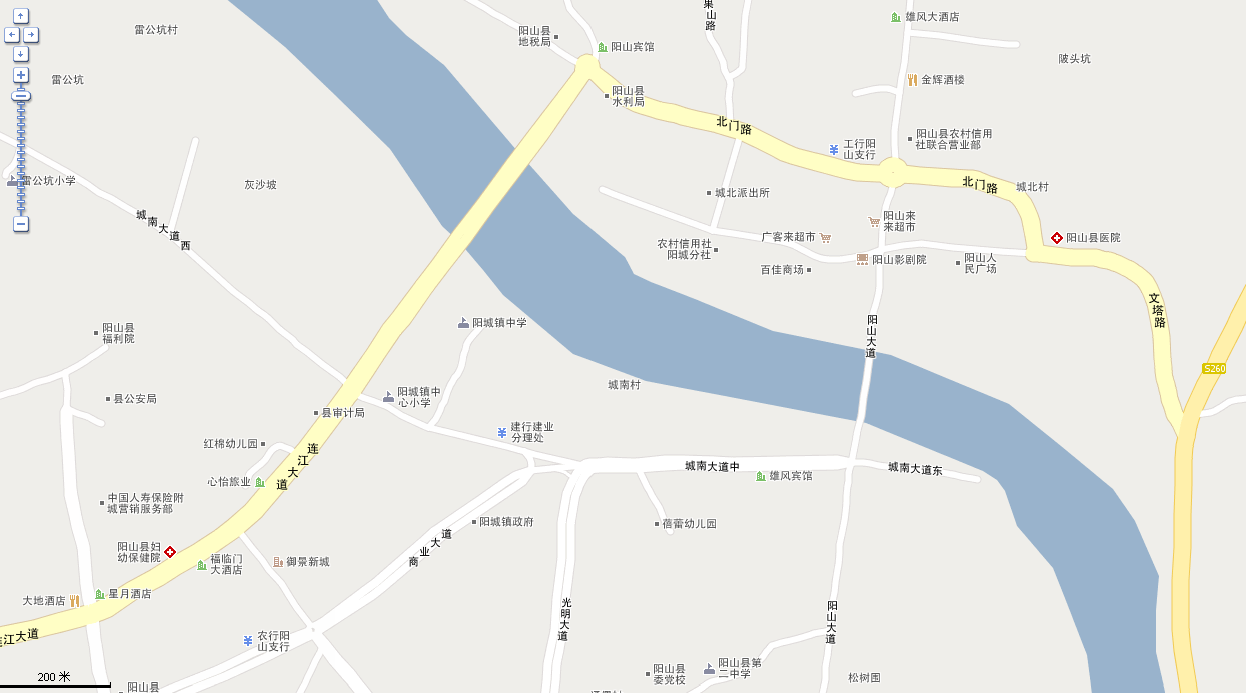 果山路
雄风大酒店
雷公坑村
阳山县
地税局
阳山宾馆
陂头坑
雷公坑
金辉酒楼
阳山县
水利局
北门路
阳山县农村信用
社联合营业部
工行阳
山支行
雷公坑小学
灰沙坡
城北派出所
北门路
城北村
城南大道西
阳山来
来超市
广客来超市
阳山县医院
农村信用社
阳城分社
百佳商场
阳山影剧院
阳山人
民广场
文塔路
阳山大道
阳城镇中学
阳山县
福利院
S260
城南村
县公安局
阳城镇中
心小学
县审计局
建行建业
分理处
红棉幼儿园
连江大道
心怡旅业
城南大道中
城南大道东
雄风宾馆
中国人寿保险附
城营销服务部
阳城镇政府
蓓蕾幼儿园
商业大道
阳山县妇
幼保健院
福临门
大酒店
御景新城
大地酒店
星月酒店
光明大道
阳山大道
连江大道
农行阳
山支行
阳山县
委党校
阳山县第
二中学
松树围
200 米
阳山县